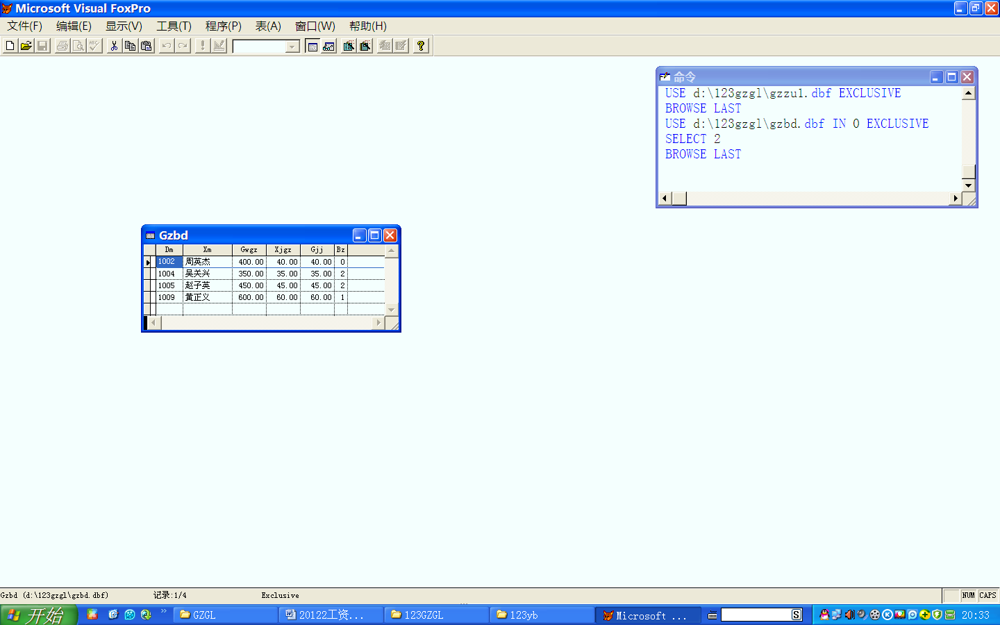 Microsoft Visual FoxPro
文件(F) 编辑(E) 显示(V) 工具(T) 程序(P) 表(A) 窗口(W) 帮助(H)
命令
USE d:\123gzgl\gzzu1.dbf EXCLUSIVE
BROWSE LAST
USE d:\123gzgl\gzbd.dbf IN 0 EXCLUSIVE
SELECT 2
BROWSE LAST
Gzbd
Dm Xm Gwgz Xjgz Gjj Bz
1002 周英杰 400.00 40.00 40.00 0
1004 吴关兴 350.00 35.00 35.00 2
1005 赵子英 450.00 45.00 45.00 2
1009 黄正义 600.00 60.00 60.00 1
Gzbd (d:\123gzgl\gzbd.dbf) 记录:1/4 Exclusive NUM CAPS
开始 GZGL 20122工资... 123GZGL 123yb Microsoft ... S 20:33